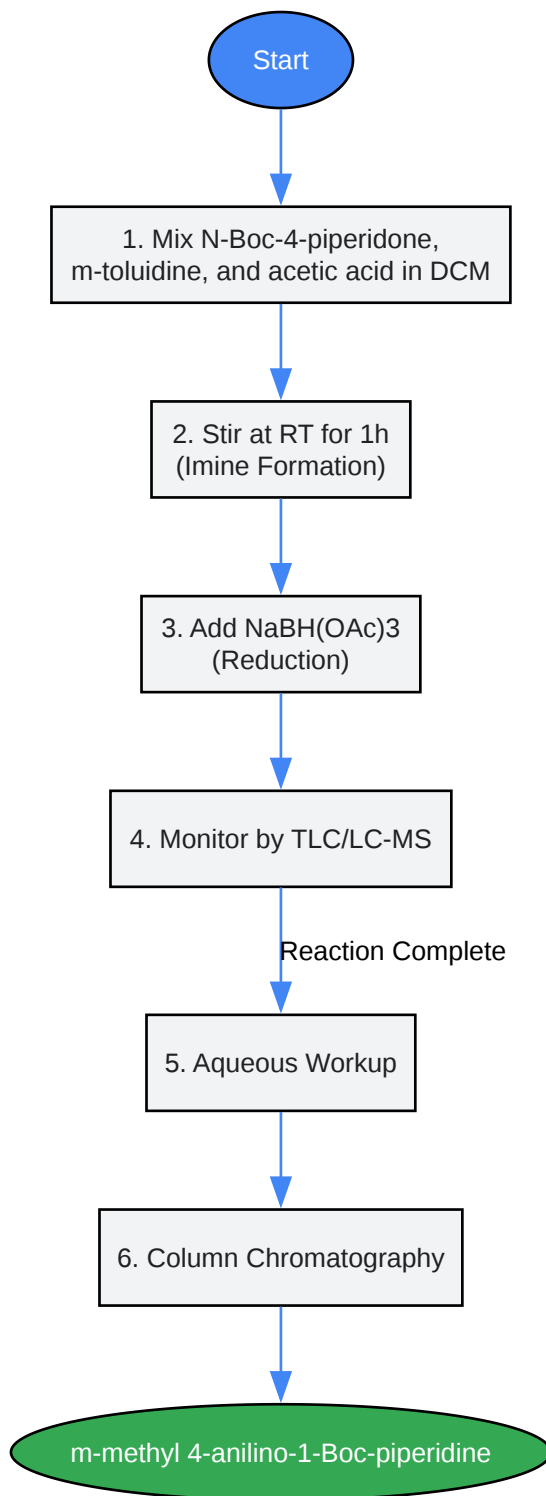 Start
1. Mix N-Boc-4-piperidone,
m-toluidine, and acetic acid in DCM
2. Stir at RT for 1h
(Imine Formation)
3. Add NaBH(OAc)3
(Reduction)
4. Monitor by TLC/LC-MS
Reaction Complete
5. Aqueous Workup
6. Column Chromatography
m-methyl 4-anilino-1-Boc-piperidine